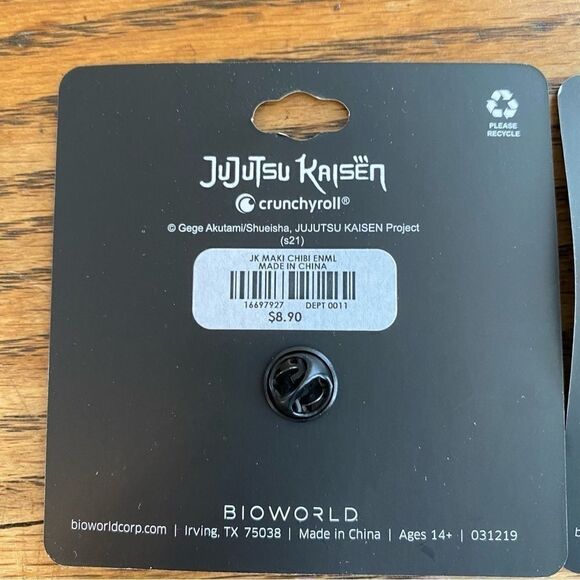 PLEASE
RECYCLE
JUJUTSU KAISEN
crunchyroll®
© Gege Akutami/Shueisha, JUJUTSU KAISEN Project
(s21)
JK MAKI CHIBI ENML
MADE IN CHINA
16697927 DEPT 0011
$8.90
BIOWORLD
bioworldcorp.com | Irving, TX 75038 | Made in China | Ages 14+ | 031219